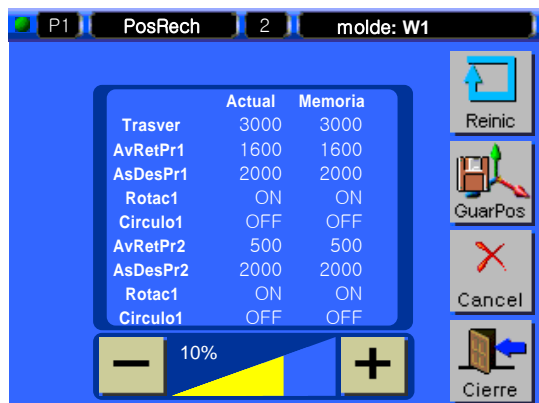 P1 PosRech 2 molde: W1
Actual Memoria
Trasver 3000 3000
AvRetPr1 1600 1600
AsDesPr1 2000 2000
Rotac1 ON ON
Circulo1 OFF OFF
AvRetPr2 500 500
AsDesPr2 2000 2000
Rotac1 ON ON
Circulo1 OFF OFF
− 10% +
Reinic
GuarPos
Cancel
Cierre